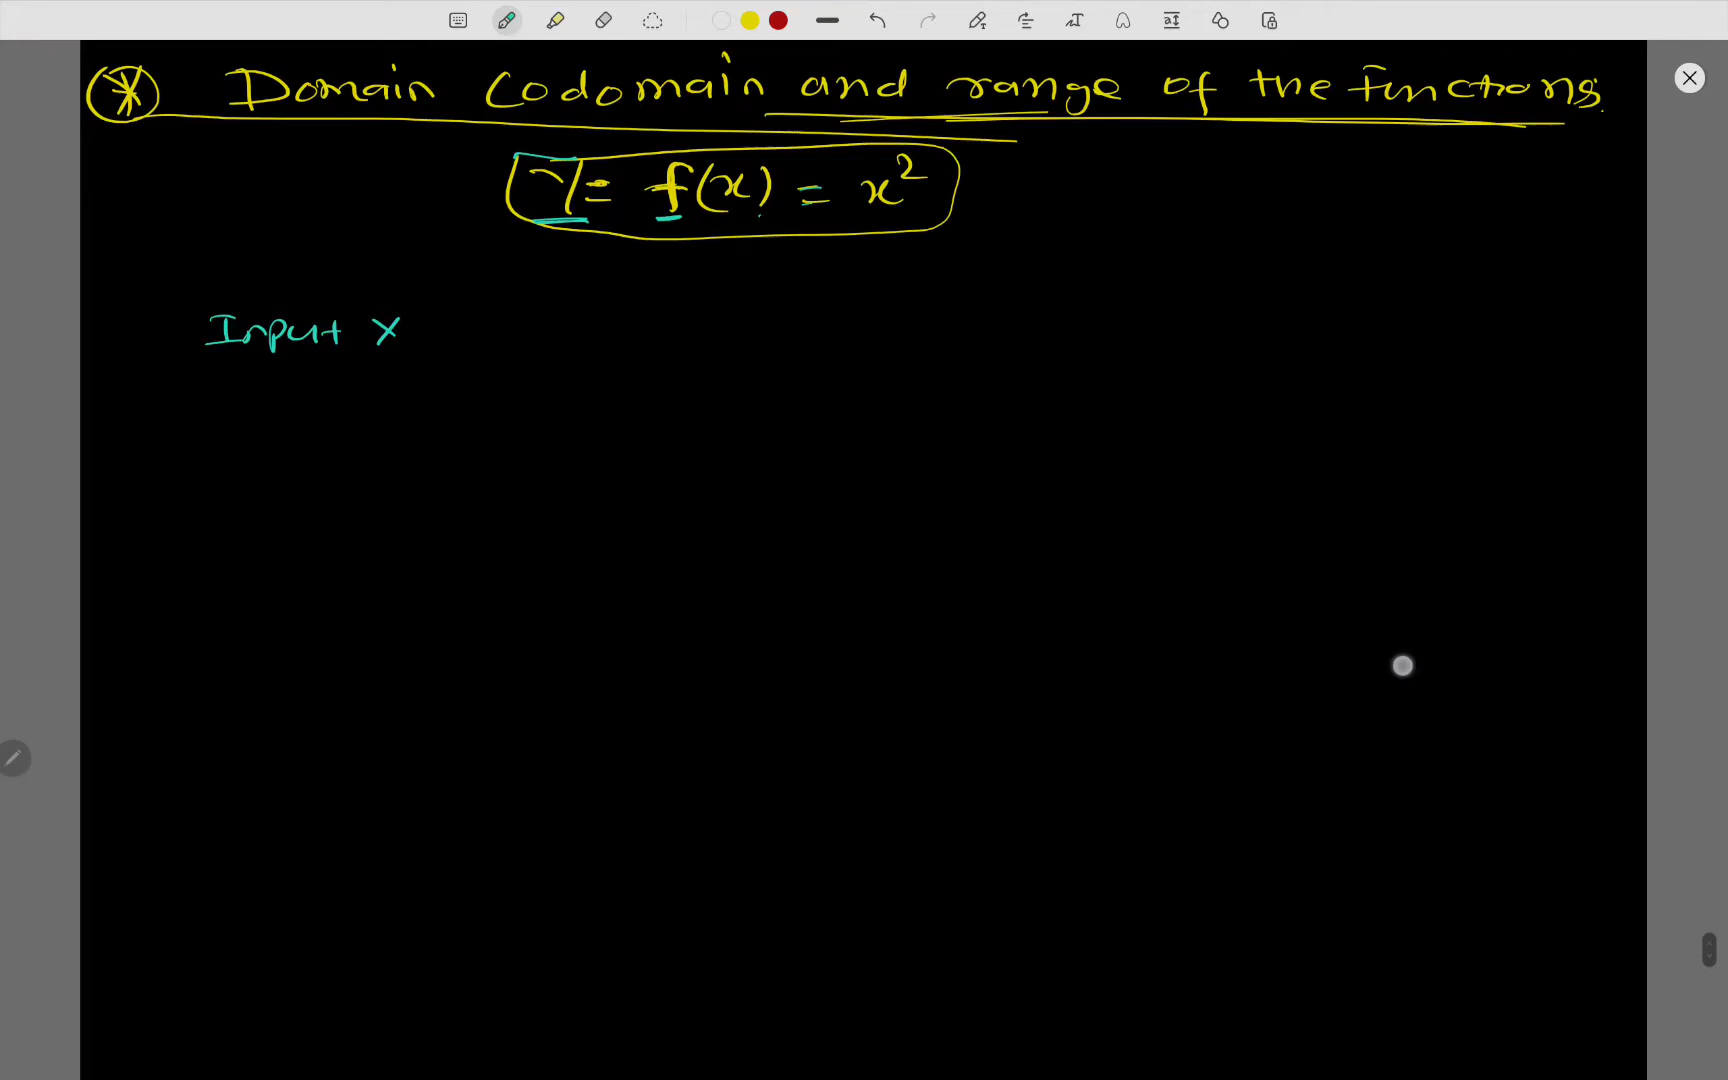 Domain Codomain and range of the Functions.
y = f(x) = x²
Input x